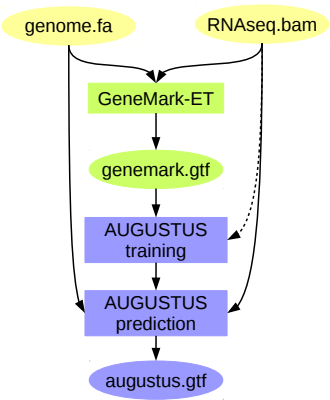 genome.fa
RNAseq.bam
GeneMark-ET
genemark.gtf
AUGUSTUS
training
AUGUSTUS
prediction
augustus.gtf